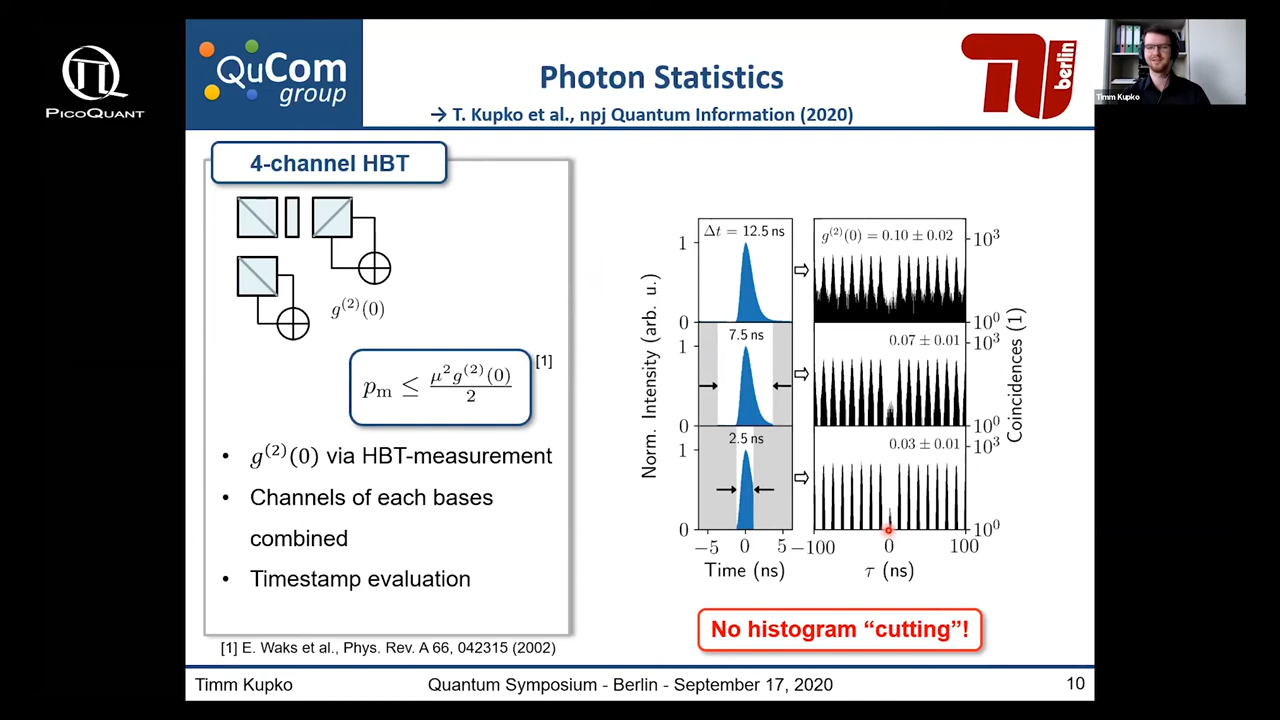 PICOQUANT
QuCom
group
Photon Statistics
→ T. Kupko et al., npj Quantum Information (2020)
berlin
Timm Kupko
4-channel HBT
g⁽²⁾(0)
pₘ ≤ μ²g⁽²⁾(0)/2
[1]
• g⁽²⁾(0) via HBT-measurement
• Channels of each bases
combined
• Timestamp evaluation
Norm. Intensity (arb. u.)
1
0
1
0
1
0
Δt = 12.5 ns
7.5 ns
2.5 ns
−5 0 5
Time (ns)
g⁽²⁾(0) = 0.10 ± 0.02
0.07 ± 0.01
0.03 ± 0.01
10³
10⁰
10³
10⁰
10³
10⁰
Coincidences (1)
−100 0 100
τ (ns)
No histogram “cutting”!
[1] E. Waks et al., Phys. Rev. A 66, 042315 (2002)
Timm Kupko
Quantum Symposium - Berlin - September 17, 2020
10